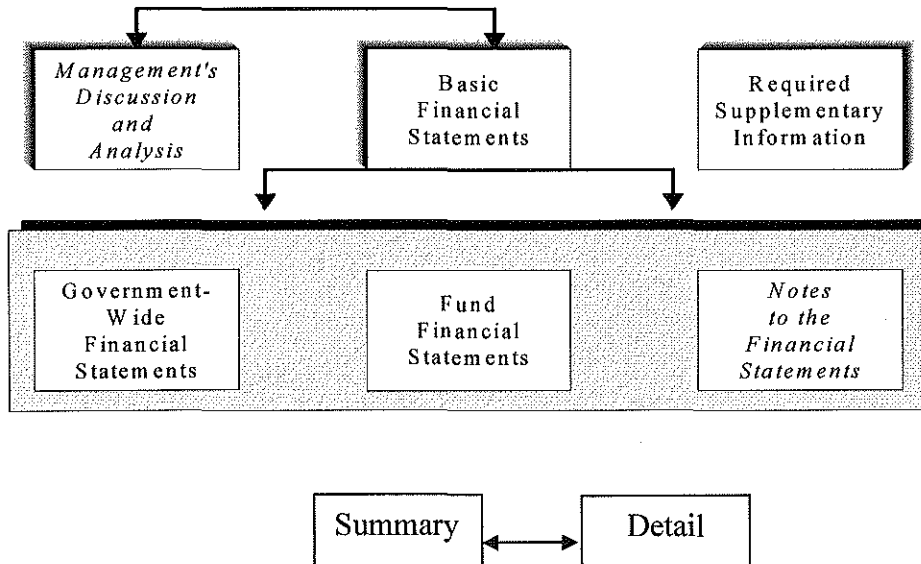 Management's
Discussion
and
Analysis
Basic
Financial
Statements
Required
Supplementary
Information
Government-
Wide
Financial
Statements
Fund
Financial
Statements
Notes
to the
Financial
Statements
Summary
Detail